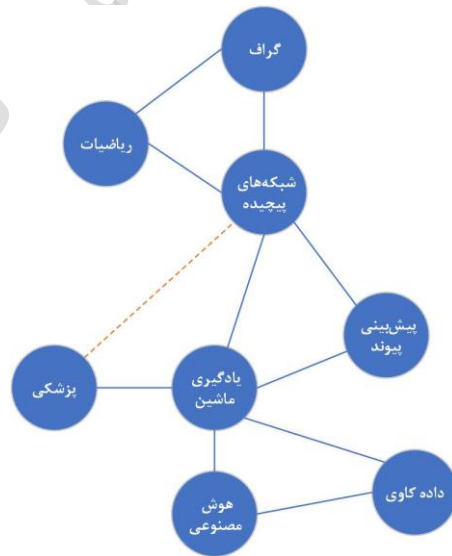 گراف
ریاضیات
شبکه‌های
پیچیده
پیش‌بینی
پیوند
یادگیری
ماشین
پزشکی
داده کاوی
هوش
مصنوعی